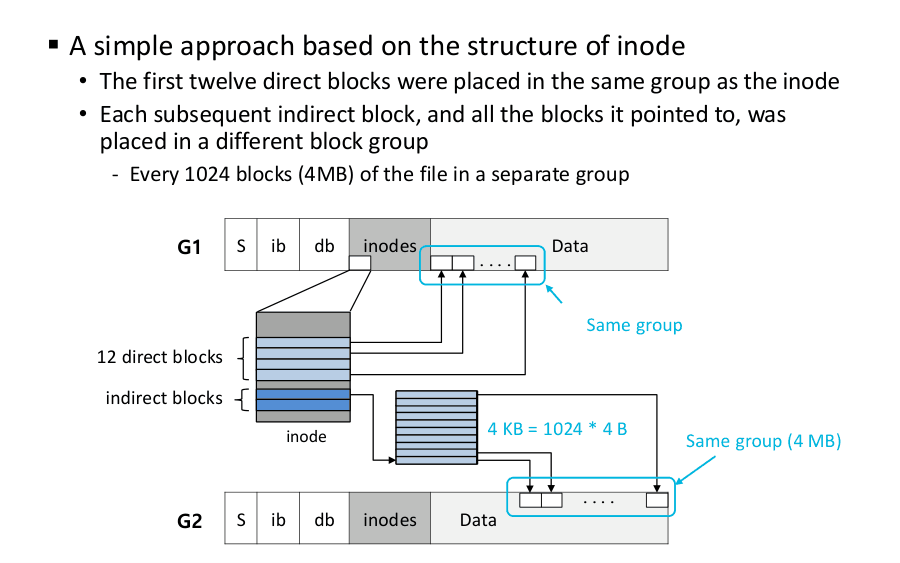 ▪ A simple approach based on the structure of inode
• The first twelve direct blocks were placed in the same group as the inode
• Each subsequent indirect block, and all the blocks it pointed to, was
placed in a different block group
- Every 1024 blocks (4MB) of the file in a separate group
G1 S ib db inodes Data
. . . .
Same group
12 direct blocks
indirect blocks
inode
4 KB = 1024 * 4 B
Same group (4 MB)
. . . .
G2 S ib db inodes Data